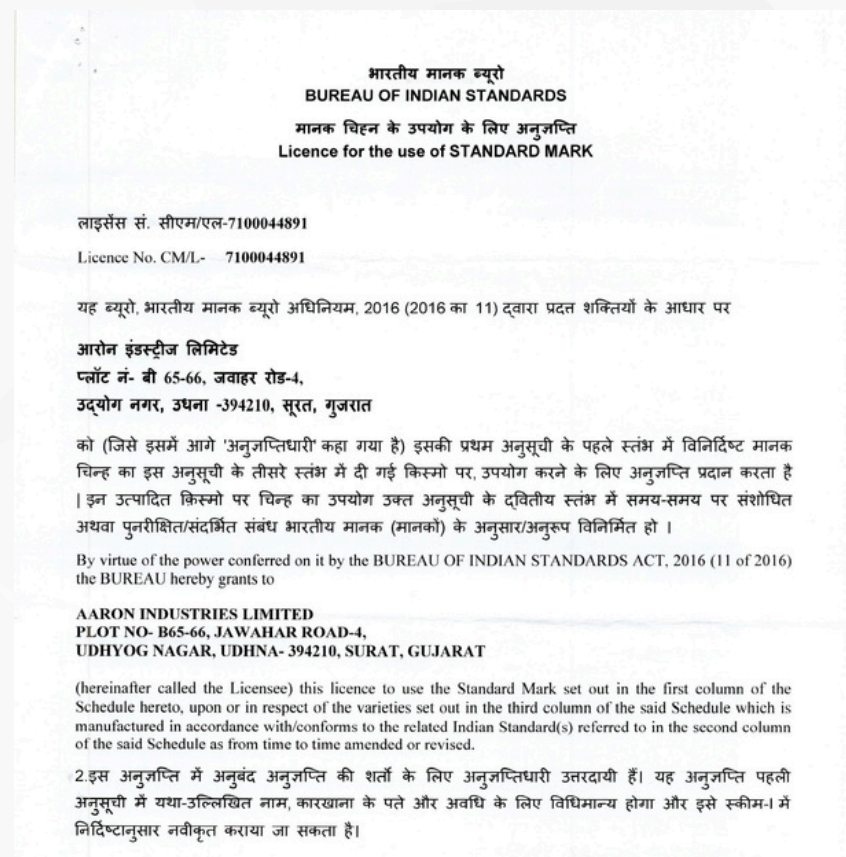 भारतीय मानक ब्यूरो
BUREAU OF INDIAN STANDARDS
मानक चिह्न के उपयोग के लिए अनुज्ञप्ति
Licence for the use of STANDARD MARK
लाइसेंस सं. सीएम/एल-7100044891
Licence No. CM/L- 7100044891
यह ब्यूरो, भारतीय मानक ब्यूरो अधिनियम, 2016 (2016 का 11) द्वारा प्रदत्त शक्तियों के आधार पर
आरोन इंडस्ट्रीज लिमिटेड
प्लॉट नं- बी 65-66, जवाहर रोड-4,
उद्योग नगर, उधना -394210, सूरत, गुजरात
को (जिसे इसमें आगे 'अनुज्ञप्तिधारी' कहा गया है) इसकी प्रथम अनुसूची के पहले स्तंभ में विनिर्दिष्ट मानक
चिन्ह का इस अनुसूची के तीसरे स्तंभ में दी गई किस्मो पर, उपयोग करने के लिए अनुज्ञप्ति प्रदान करता है
| इन उत्पादित क़िस्मो पर चिन्ह का उपयोग उक्त अनुसूची के द्वितीय स्तंभ में समय-समय पर संशोधित
अथवा पुनरीक्षित/संदर्भित संबंध भारतीय मानक (मानकों) के अनुसार/अनुरूप विनिर्मित हो ।
By virtue of the power conferred on it by the BUREAU OF INDIAN STANDARDS ACT, 2016 (11 of 2016)
the BUREAU hereby grants to
AARON INDUSTRIES LIMITED
PLOT NO- B65-66, JAWAHAR ROAD-4,
UDHYOG NAGAR, UDHNA- 394210, SURAT, GUJARAT
(hereinafter called the Licensee) this licence to use the Standard Mark set out in the first column of the
Schedule hereto, upon or in respect of the varieties set out in the third column of the said Schedule which is
manufactured in accordance with/conforms to the related Indian Standard(s) referred to in the second column
of the said Schedule as from time to time amended or revised.
2.इस अनुज्ञप्ति में अनुबंद अनुज्ञप्ति की शर्तो के लिए अनुज्ञप्तिधारी उत्तरदायी हैं। यह अनुज्ञप्ति पहली
अनुसूची में यथा-उल्लिखित नाम, कारखाना के पते और अवधि के लिए विधिमान्य होगा और इसे स्कीम-I में
निर्दिष्टानुसार नवीकृत कराया जा सकता है।